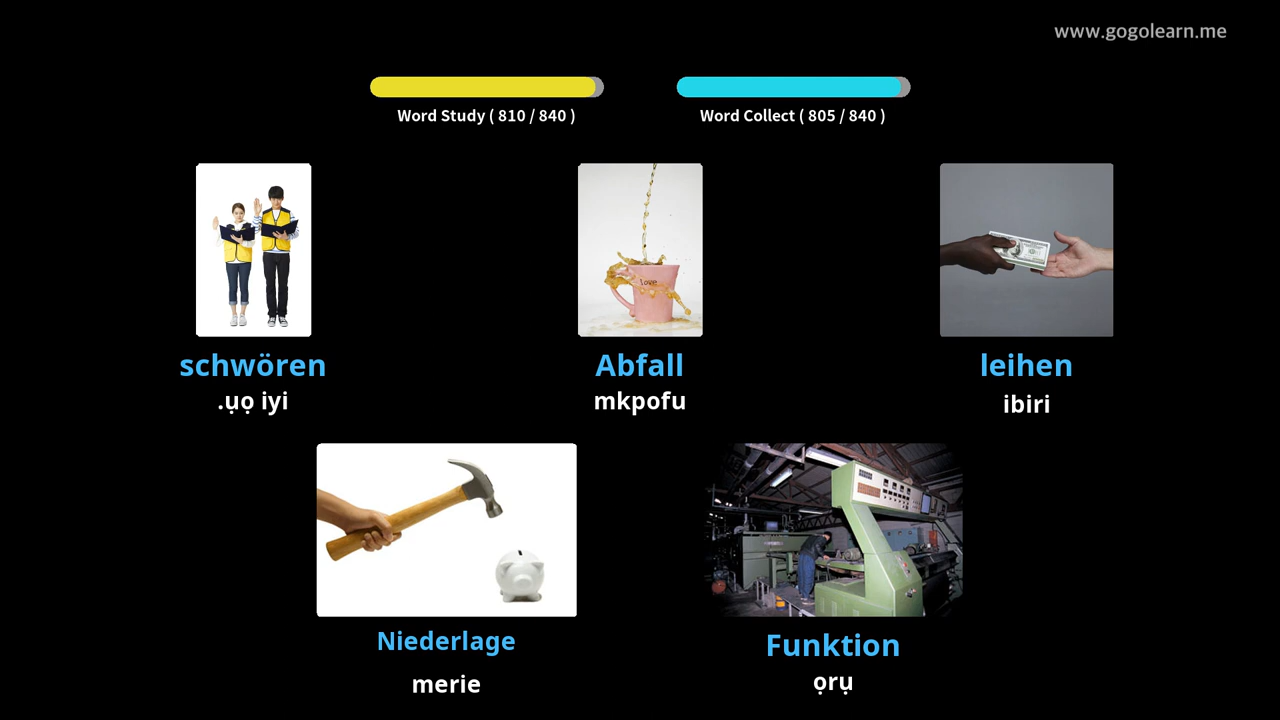 www.gogolearn.me
Word Study ( 810 / 840 )
Word Collect ( 805 / 840 )
schwören
.ụọ iyi
Abfall
mkpofu
leihen
ibiri
love
Niederlage
merie
Funktion
ọrụ